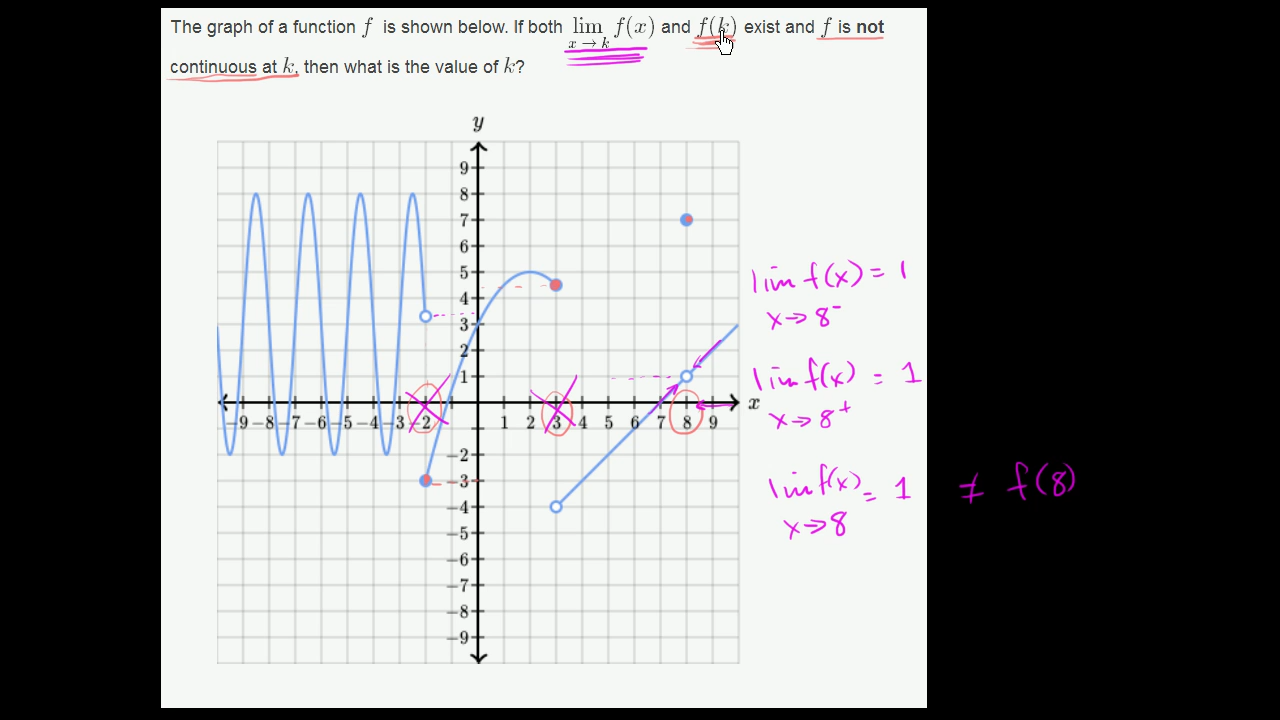 The graph of a function f is shown below. If both lim x → k f(x) and f(k) exist and f is not
continuous at k, then what is the value of k?
y
9
8
7
6
5
4
3
2
1
x
-9 -8 -7 -6 -5 -4 -3 -2 1 2 3 4 5 6 7 8 9
-2
-3
-4
-5
-6
-7
-8
-9
lim f(x) = 1
x→8⁻
lim f(x) = 1
x→8⁺
lim f(x) = 1 ≠ f(8)
x→8